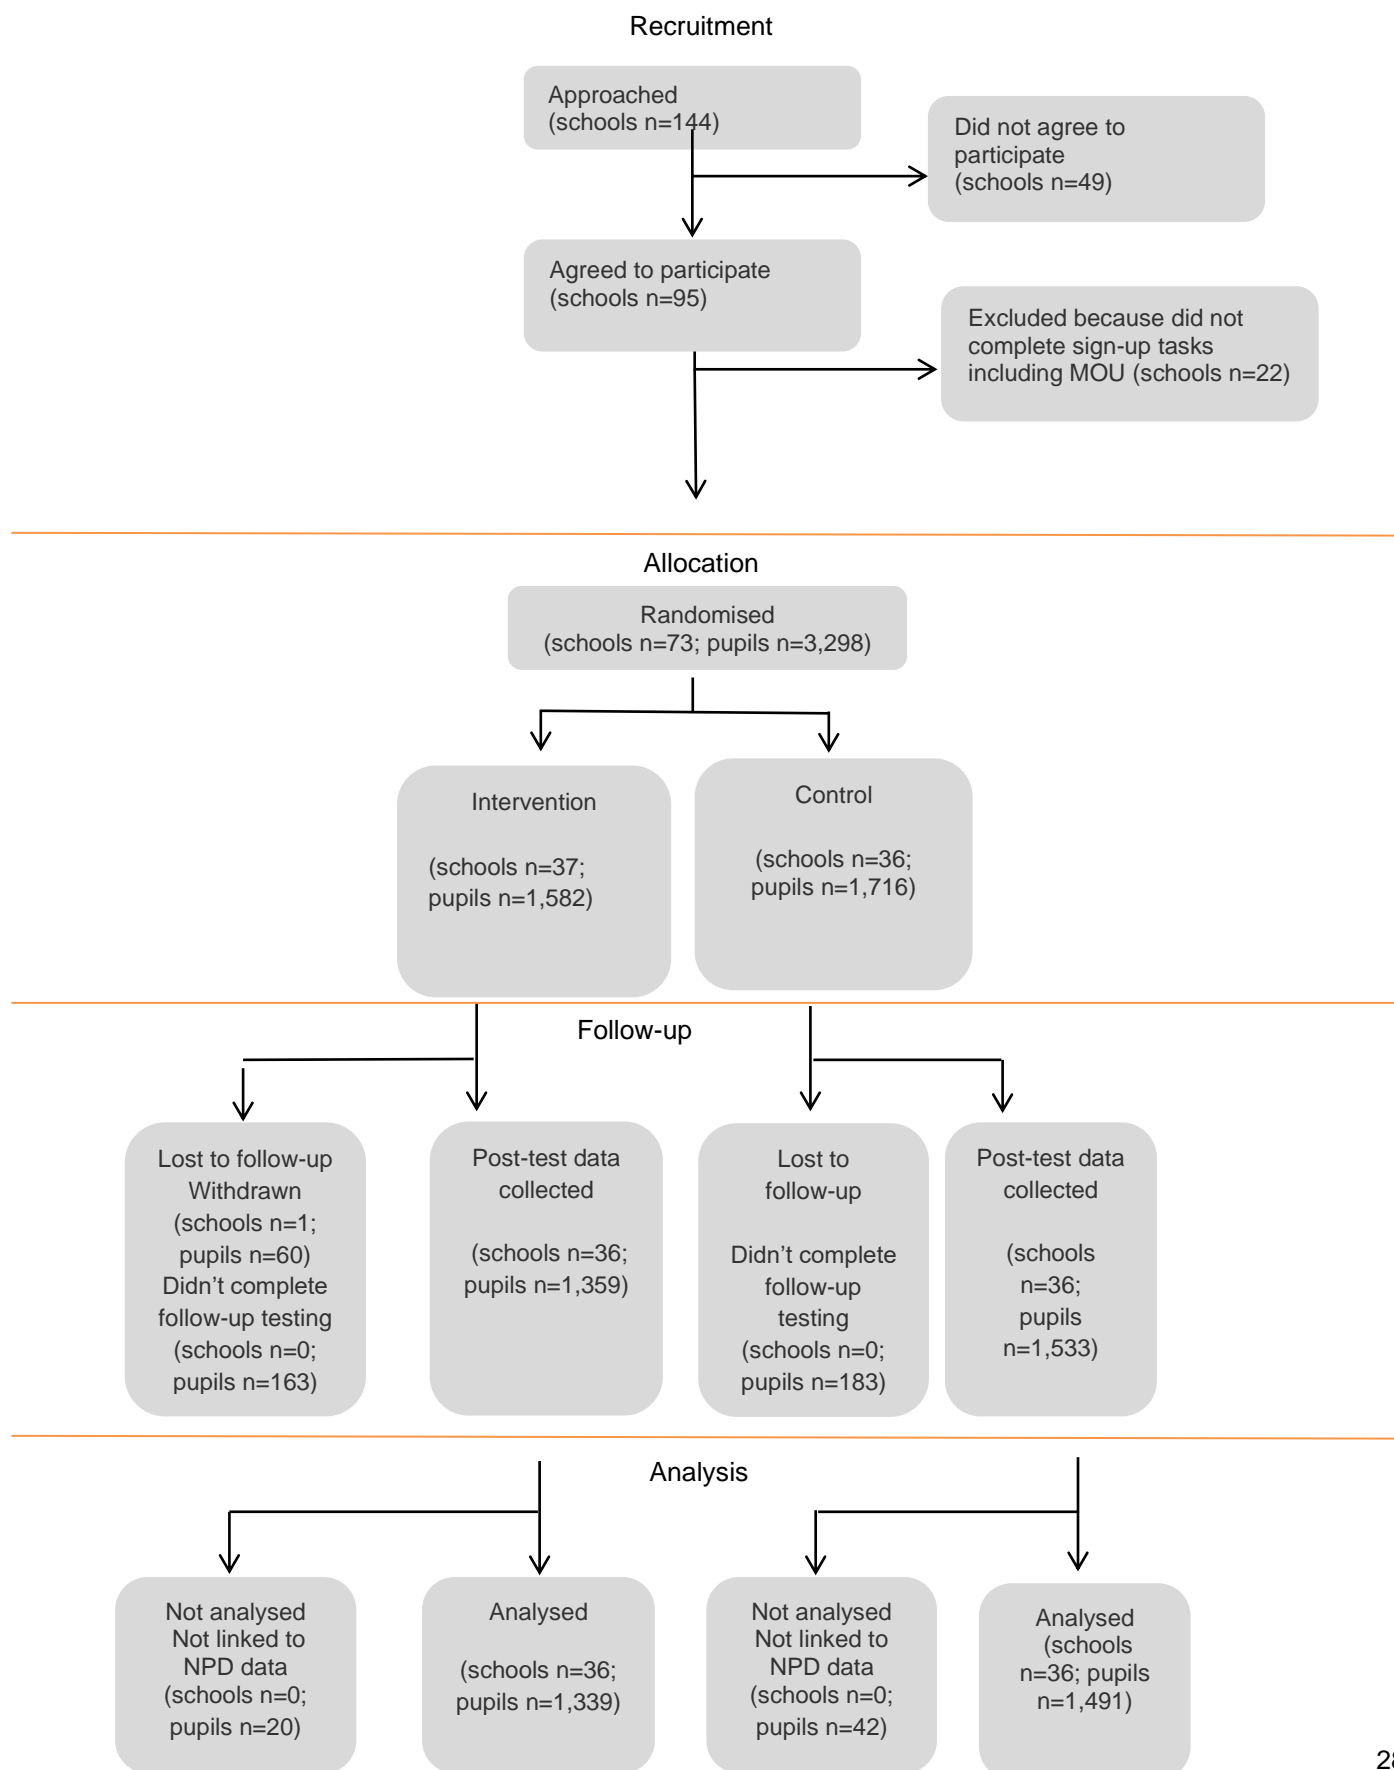 Recruitment
Approached
(schools n=144)
Did not agree to
participate
(schools n=49)
Agreed to participate
(schools n=95)
Excluded because did not
complete sign-up tasks
including MOU (schools n=22)
Allocation
Randomised
(schools n=73; pupils n=3,298)
Intervention
(schools n=37;
pupils n=1,582)
Control
(schools n=36;
pupils n=1,716)
Follow-up
Lost to follow-up
Withdrawn
(schools n=1;
pupils n=60)
Didn’t complete
follow-up testing
(schools n=0;
pupils n=163)
Post-test data
collected
(schools n=36;
pupils n=1,359)
Lost to
follow-up
Didn’t complete
follow-up
testing
(schools n=0;
pupils n=183)
Post-test data
collected
(schools
n=36;
pupils
n=1,533)
Analysis
Not analysed
Not linked to
NPD data
(schools n=0;
pupils n=20)
Analysed
(schools n=36;
pupils n=1,339)
Not analysed
Not linked to
NPD data
(schools n=0;
pupils n=42)
Analysed
(schools
n=36; pupils
n=1,491)
28